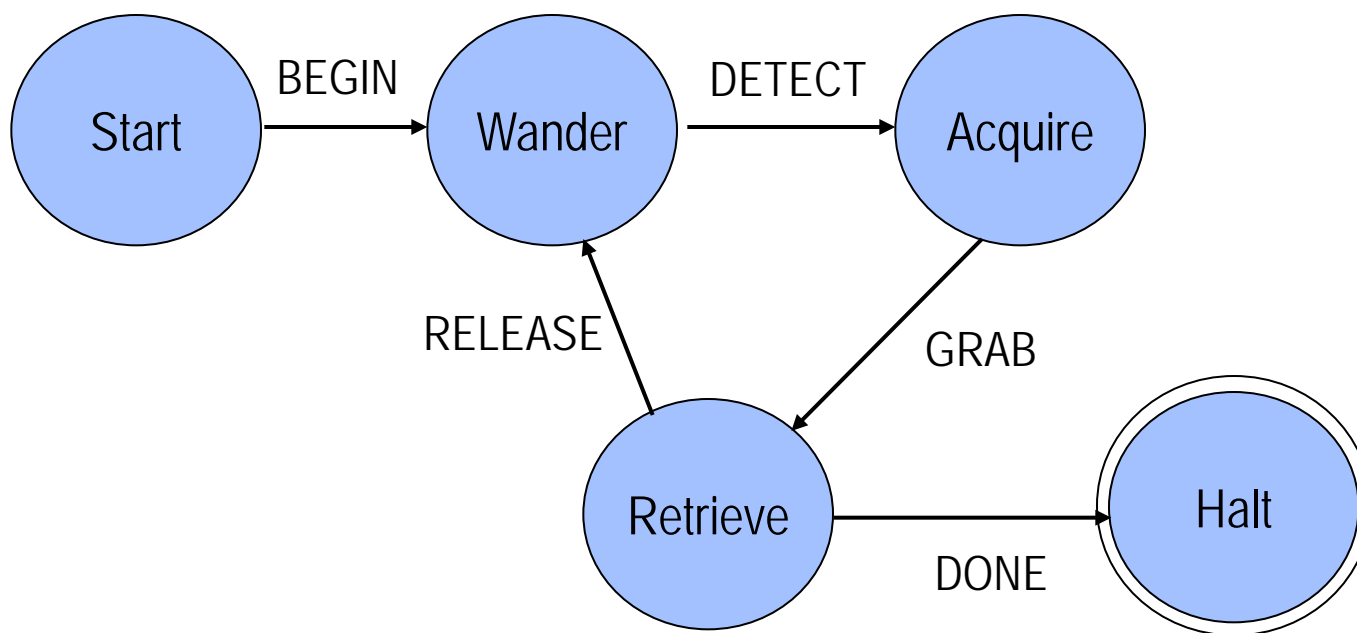 BEGIN
DETECT
Start
Wander
Acquire
RELEASE
GRAB
Retrieve
Halt
DONE